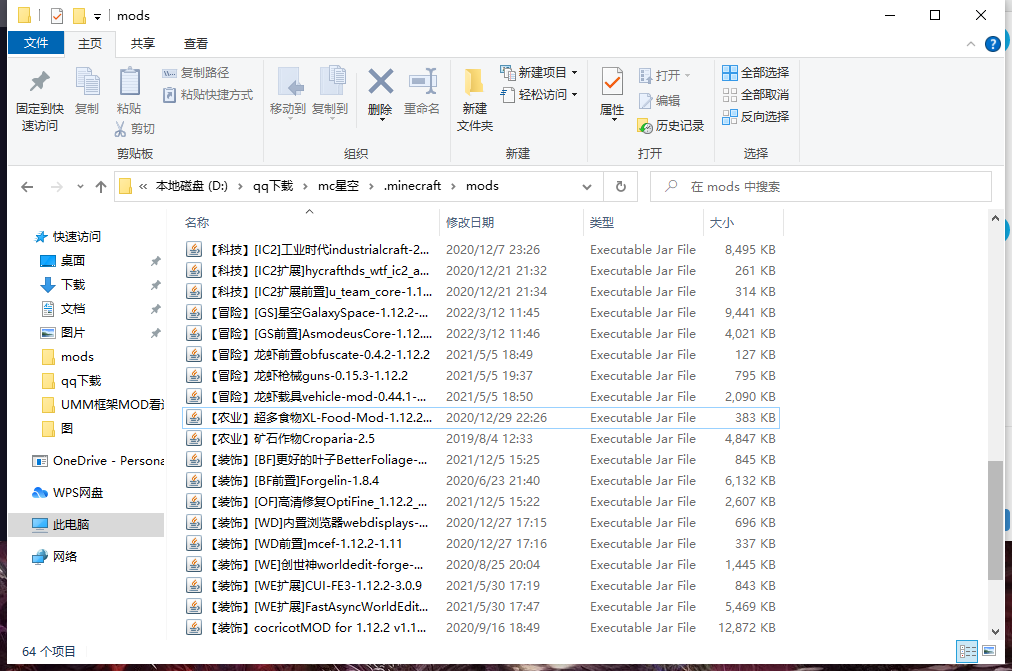 mods
文件 主页 共享 查看
固定到快速访问
复制
粘贴
复制路径
粘贴快捷方式
剪切
剪贴板
移动到
复制到
删除
重命名
组织
新建文件夹
新建项目
轻松访问
新建
属性
打开
编辑
历史记录
打开
全部选择
全部取消
反向选择
选择
« 本地磁盘 (D:) › qq下载 › mc星空 › .minecraft › mods
在 mods 中搜索
快速访问
桌面
下载
文档
图片
mods
qq下载
UMM框架MOD看
图
OneDrive - Persona
WPS网盘
此电脑
网络
名称 修改日期 类型 大小
【科技】[IC2]工业时代industrialcraft-2... 2020/12/7 23:26 Executable Jar File 8,495 KB
【科技】[IC2扩展]hycrafthds_wtf_ic2_a... 2020/12/21 21:32 Executable Jar File 261 KB
【科技】[IC2扩展前置]u_team_core-1.1... 2020/12/21 21:34 Executable Jar File 314 KB
【冒险】[GS]星空GalaxySpace-1.12.2-... 2022/3/12 11:45 Executable Jar File 9,441 KB
【冒险】[GS前置]AsmodeusCore-1.12.... 2022/3/12 11:46 Executable Jar File 4,021 KB
【冒险】龙虾前置obfuscate-0.4.2-1.12.2 2021/5/5 18:49 Executable Jar File 127 KB
【冒险】龙虾枪械guns-0.15.3-1.12.2 2021/5/5 19:37 Executable Jar File 795 KB
【冒险】龙虾载具vehicle-mod-0.44.1-... 2021/5/5 18:50 Executable Jar File 2,090 KB
【农业】超多食物XL-Food-Mod-1.12.2... 2020/12/29 22:26 Executable Jar File 383 KB
【农业】矿石作物Croparia-2.5 2019/8/4 12:33 Executable Jar File 4,847 KB
【装饰】[BF]更好的叶子BetterFoliage-... 2021/12/5 15:25 Executable Jar File 845 KB
【装饰】[BF前置]Forgelin-1.8.4 2020/6/23 21:40 Executable Jar File 6,132 KB
【装饰】[OF]高清修复OptiFine_1.12.2_... 2021/12/5 15:22 Executable Jar File 2,607 KB
【装饰】[WD]内置浏览器webdisplays-... 2020/12/27 17:15 Executable Jar File 696 KB
【装饰】[WD前置]mcef-1.12.2-1.11 2020/12/27 17:16 Executable Jar File 337 KB
【装饰】[WE]创世神worldedit-forge-... 2020/8/25 20:04 Executable Jar File 1,445 KB
【装饰】[WE扩展]CUI-FE3-1.12.2-3.0.9 2021/5/30 17:19 Executable Jar File 843 KB
【装饰】[WE扩展]FastAsyncWorldEdit... 2021/5/30 17:47 Executable Jar File 5,469 KB
【装饰】cocricotMOD for 1.12.2 v1.1... 2020/9/16 18:49 Executable Jar File 12,872 KB
64 个项目